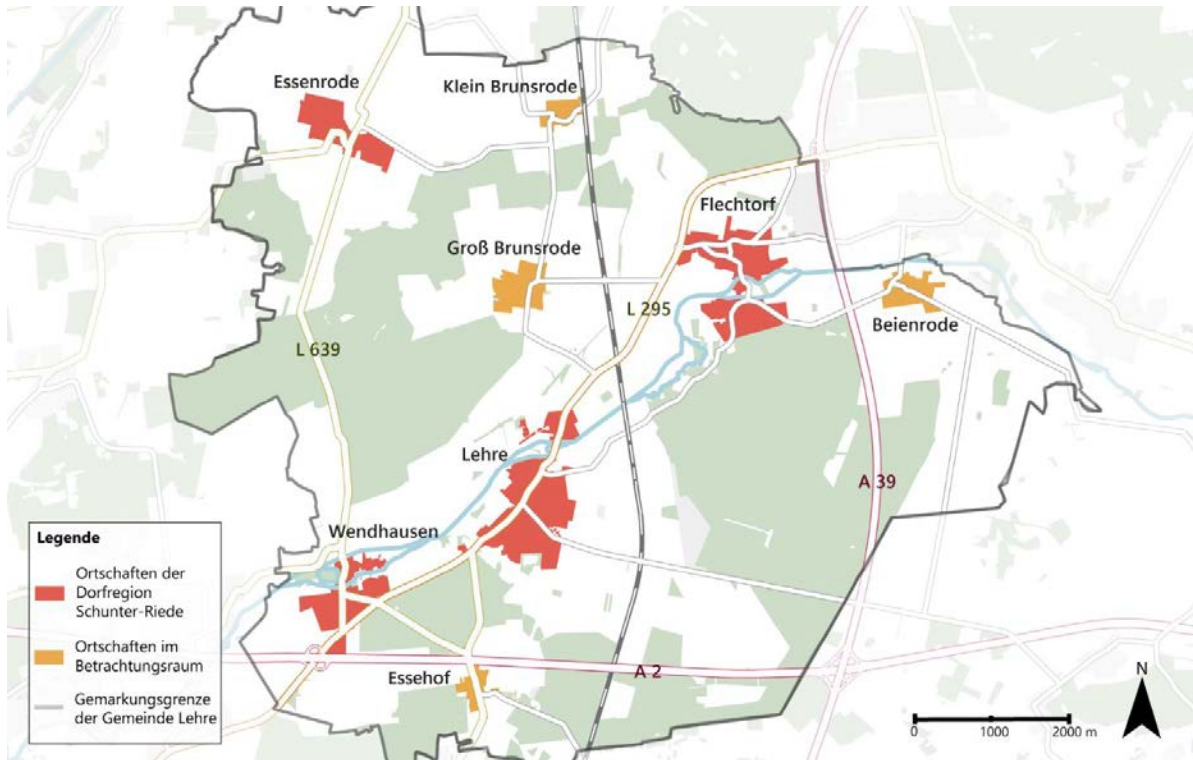 Essenrode
Klein Brunsrode
Flechtorf
Groß Brunsrode
L 295
Beienrode
L 639
Lehre
A 39
Wendhausen
Legende
Ortschaften der
Dorfregion
Schunter-Riede
Ortschaften im
Betrachtungsraum
Gemarkungsgrenze
der Gemeinde Lehre
Essehof
A 2
N
0 1000 2000 m